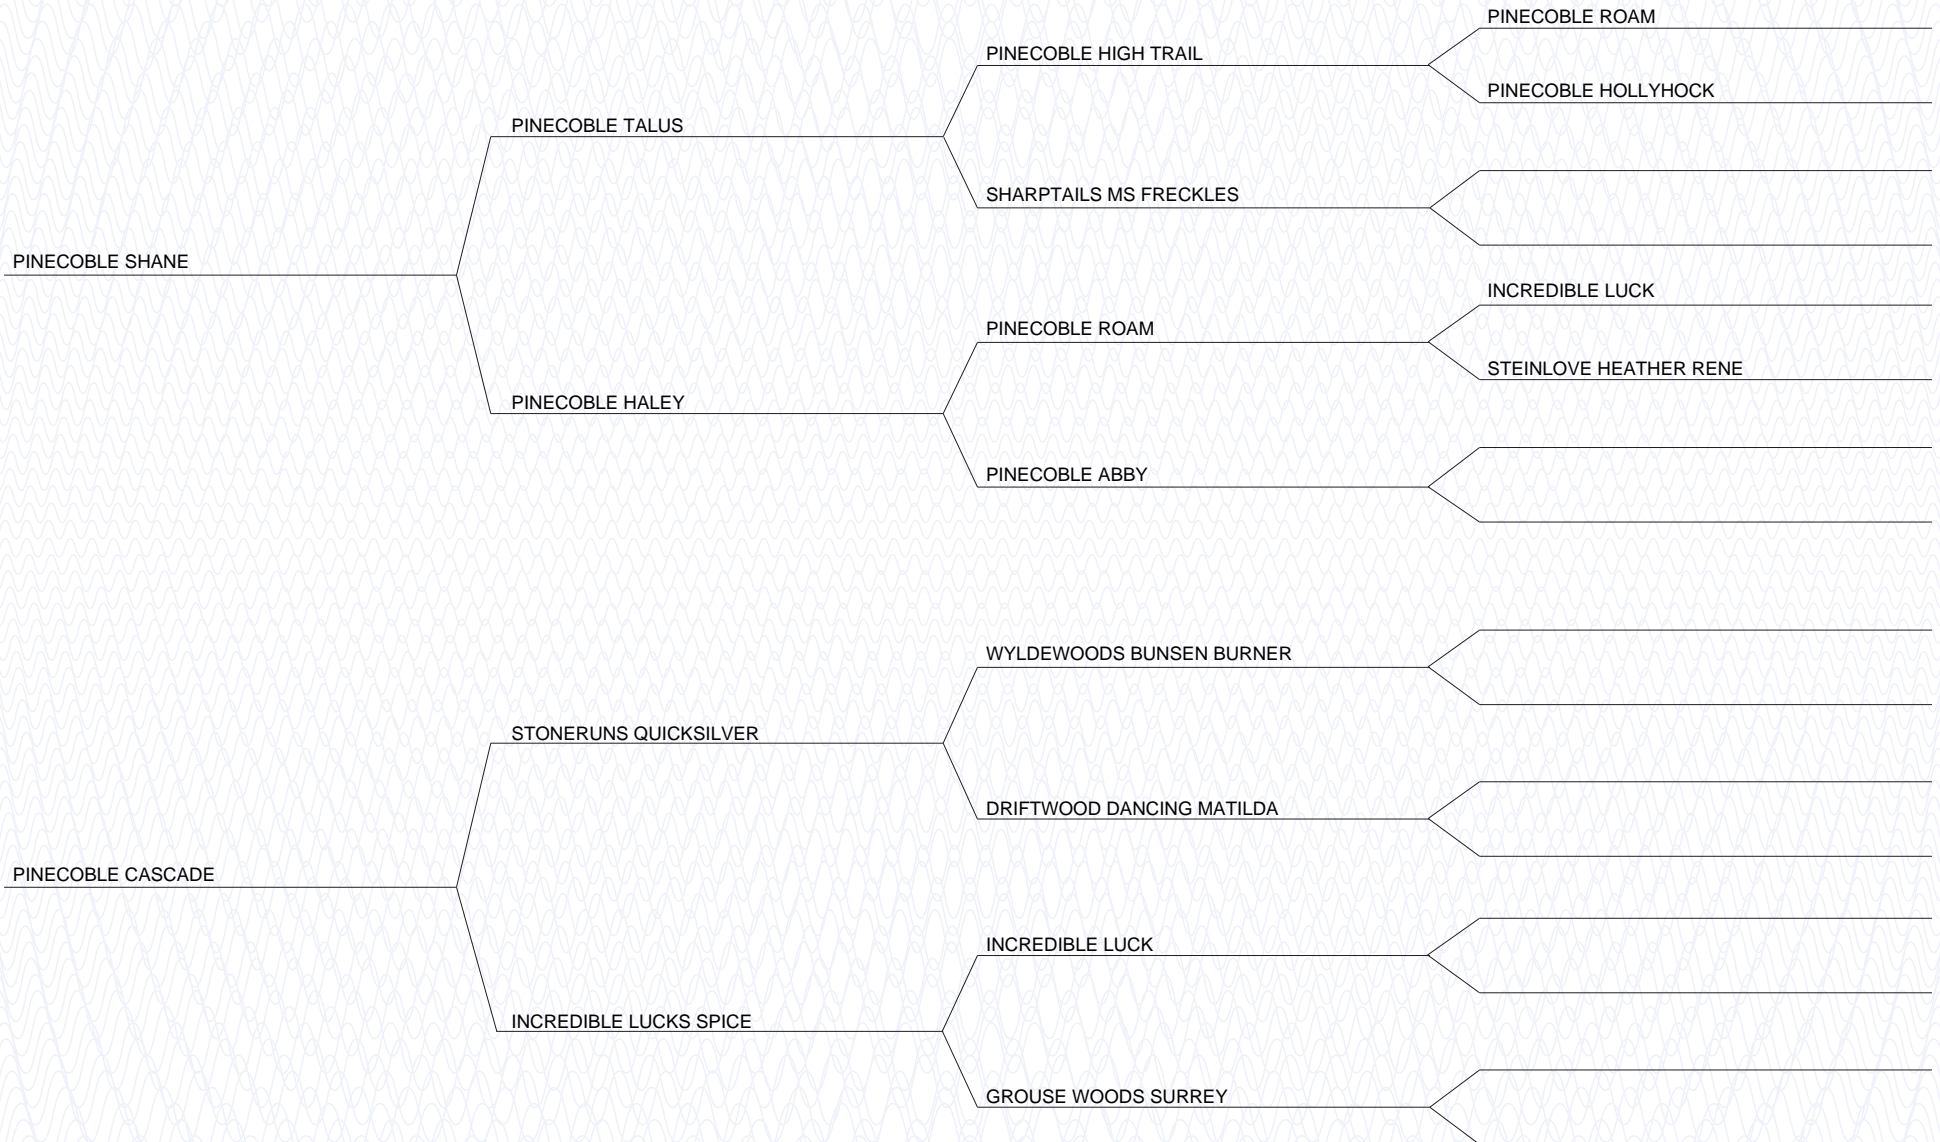 PINECOBLE ROAM
PINECOBLE HIGH TRAIL
PINECOBLE HOLLYHOCK
PINECOBLE TALUS
SHARPTAILS MS FRECKLES
PINECOBLE SHANE
INCREDIBLE LUCK
PINECOBLE ROAM
STEINLOVE HEATHER RENE
PINECOBLE HALEY
PINECOBLE ABBY
WYLDEWOODS BUNSEN BURNER
STONERUNS QUICKSILVER
DRIFTWOOD DANCING MATILDA
PINECOBLE CASCADE
INCREDIBLE LUCK
INCREDIBLE LUCKS SPICE
GROUSE WOODS SURREY